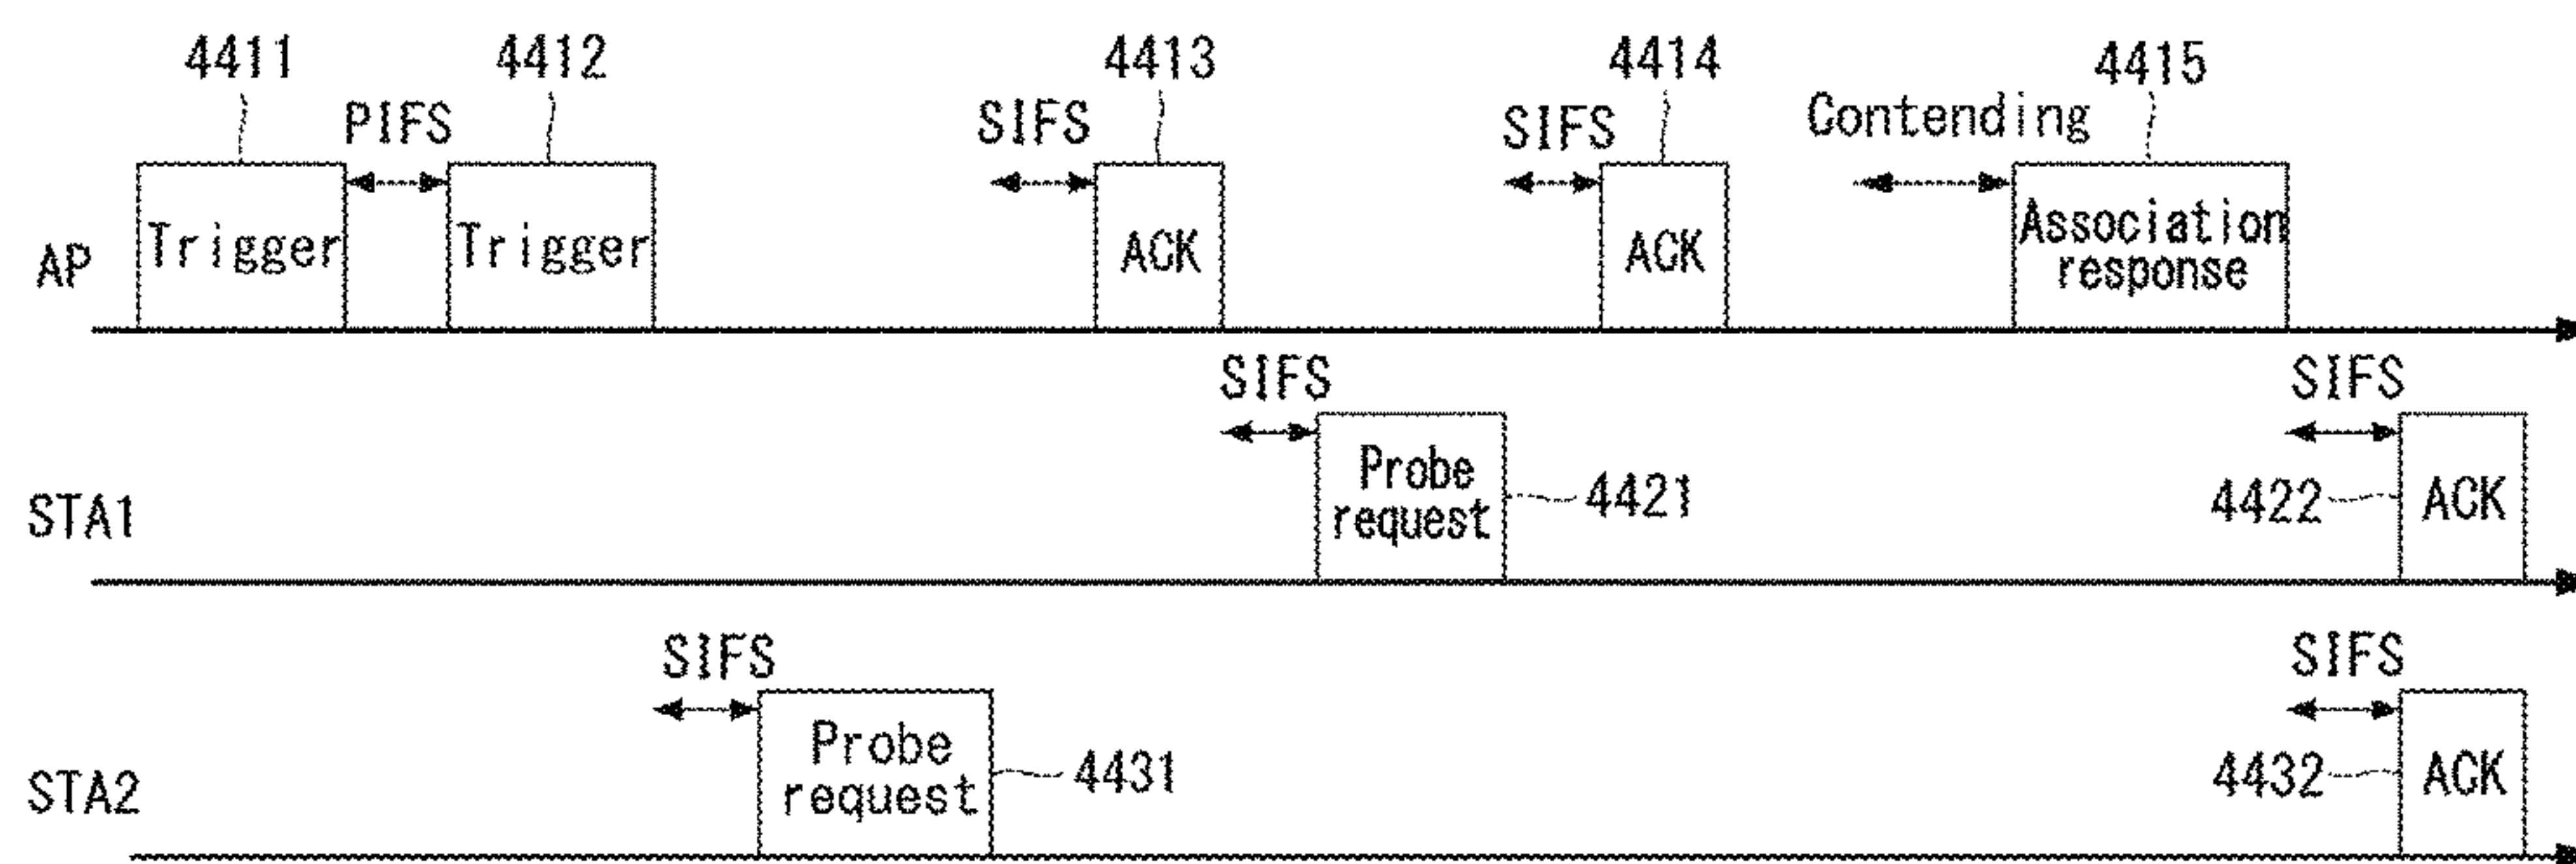 4411
4412
4413
4414
4415
PIFS
SIFS
SIFS
Contending
AP
Trigger
Trigger
ACK
ACK
Association
response
SIFS
SIFS
STA1
Probe
request
4421
4422
ACK
SIFS
SIFS
STA2
Probe
request
4431
4432
ACK